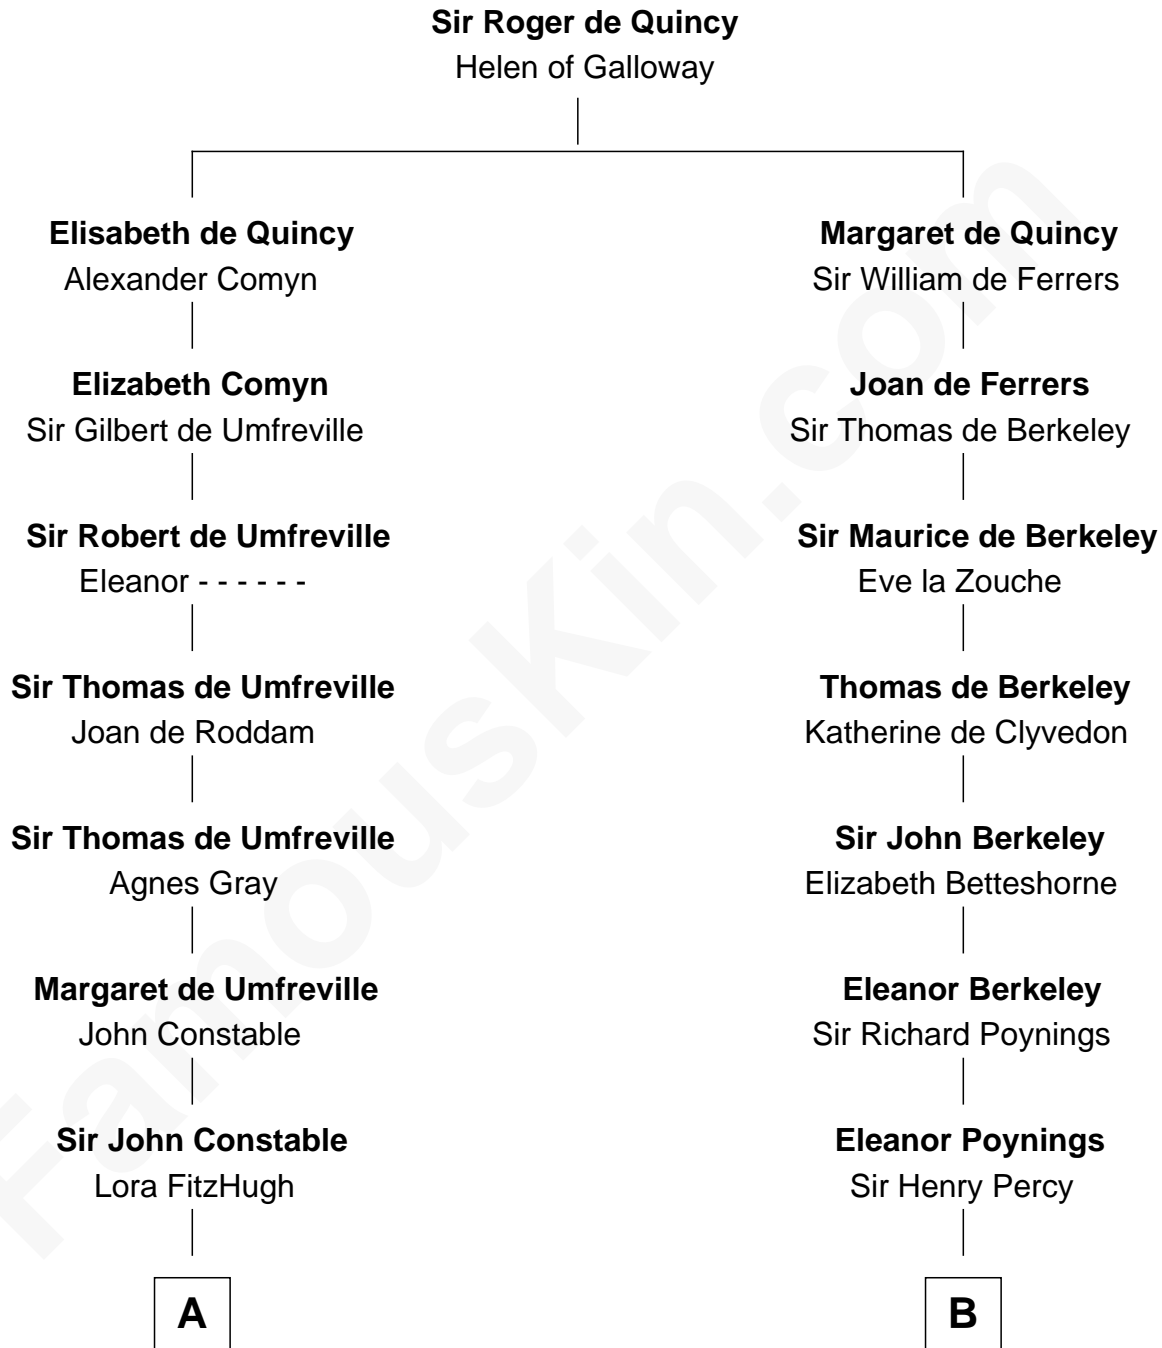 Sir Roger de Quincy
Helen of Galloway
Elisabeth de Quincy
Alexander Comyn
Margaret de Quincy
Sir William de Ferrers
Elizabeth Comyn
Sir Gilbert de Umfreville
Joan de Ferrers
Sir Thomas de Berkeley
Sir Robert de Umfreville
Eleanor - - - - - -
Sir Maurice de Berkeley
Eve la Zouche
Sir Thomas de Umfreville
Joan de Roddam
Thomas de Berkeley
Katherine de Clyvedon
Sir Thomas de Umfreville
Agnes Gray
Sir John Berkeley
Elizabeth Betteshorne
Margaret de Umfreville
John Constable
Eleanor Berkeley
Sir Richard Poynings
Sir John Constable
Lora FitzHugh
Eleanor Poynings
Sir Henry Percy
A
B
FamousKin.com